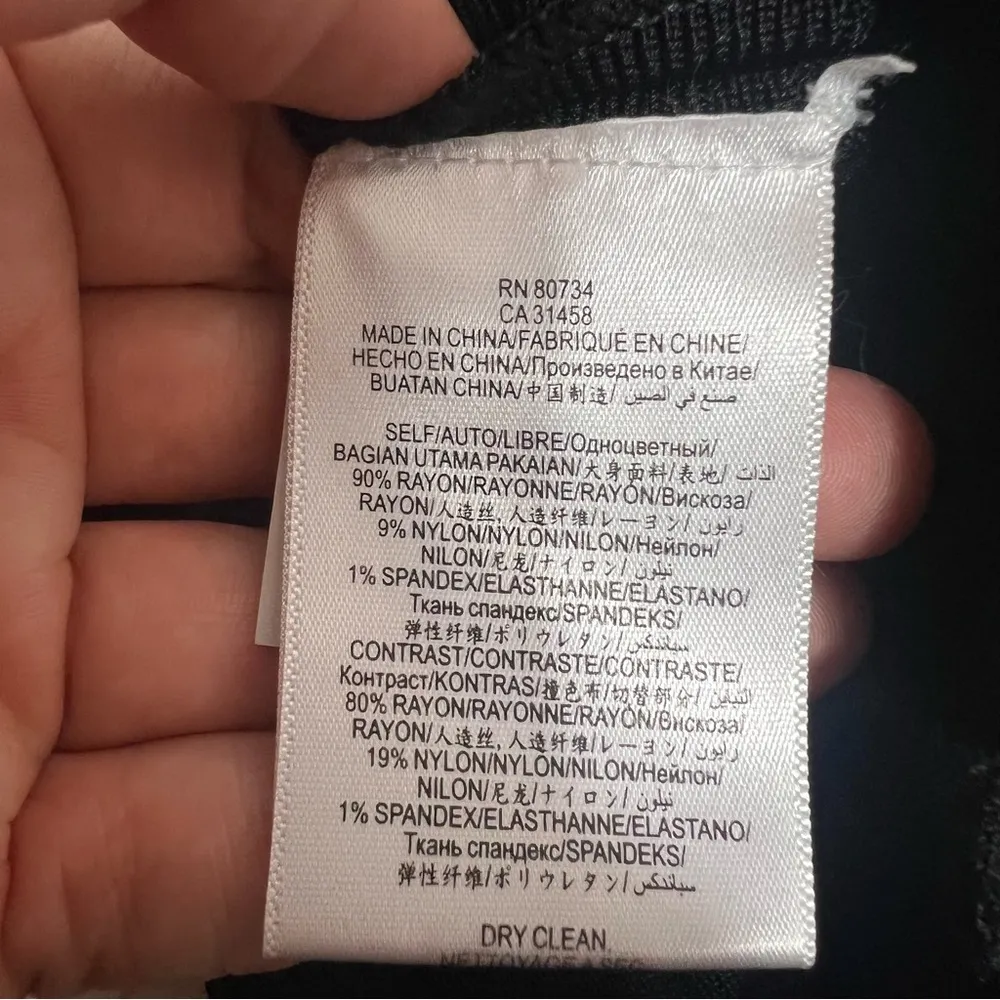 RN 80734
CA 31458
MADE IN CHINA/FABRIQUÉ EN CHINE/
HECHO EN CHINA/Произведено в Китае/
BUATAN CHINA/中国制造/ صنع في الصين
SELF/AUTO/LIBRE/Одноцветный/
BAGIAN UTAMA PAKAIAN/大身面料/表地/ الذات
90% RAYON/RAYONNE/RAYON/Вискоза/
RAYON/人造丝, 人造纤维/レーヨン/ رايون
9% NYLON/NYLON/NILON/Нейлон/
NILON/尼龙/ナイロン/ نيلون
1% SPANDEX/ELASTHANNE/ELASTANO/
Ткань спандекс/SPANDEKS/
弹性纤维/ポリウレタン/ سباندكس
CONTRAST/CONTRASTE/CONTRASTE/
Контраст/KONTRAS/撞色布/切替部分/ التباين
80% RAYON/RAYONNE/RAYON/Вискоза/
RAYON/人造丝, 人造纤维/レーヨン/ رايون
19% NYLON/NYLON/NILON/Нейлон/
NILON/尼龙/ナイロン/ نيلون
1% SPANDEX/ELASTHANNE/ELASTANO/
Ткань спандекс/SPANDEKS/
弹性纤维/ポリウレタン/ سباندكس
DRY CLEAN
NETTOYAGE A SEC